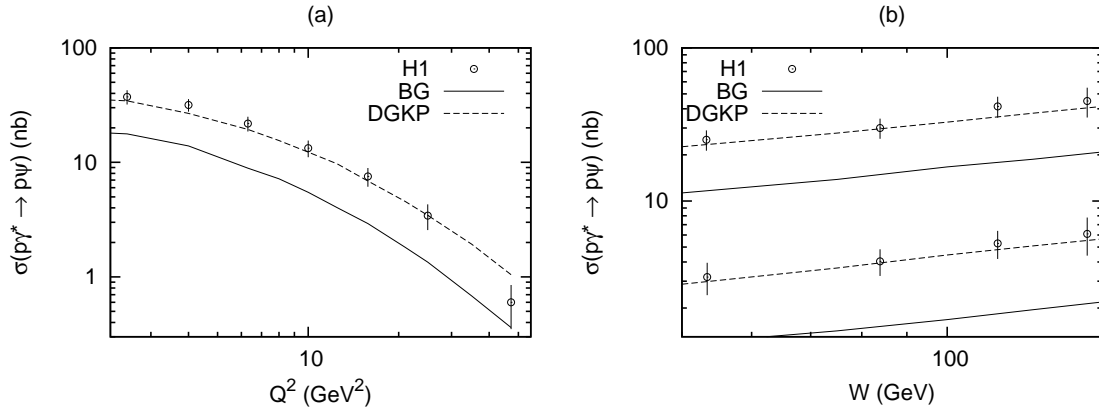 (a)
σ(pγ* → pψ) (nb)
100
10
1
H1
BG
DGKP
10
Q² (GeV²)
(b)
σ(pγ* → pψ) (nb)
100
10
H1
BG
DGKP
100
W (GeV)